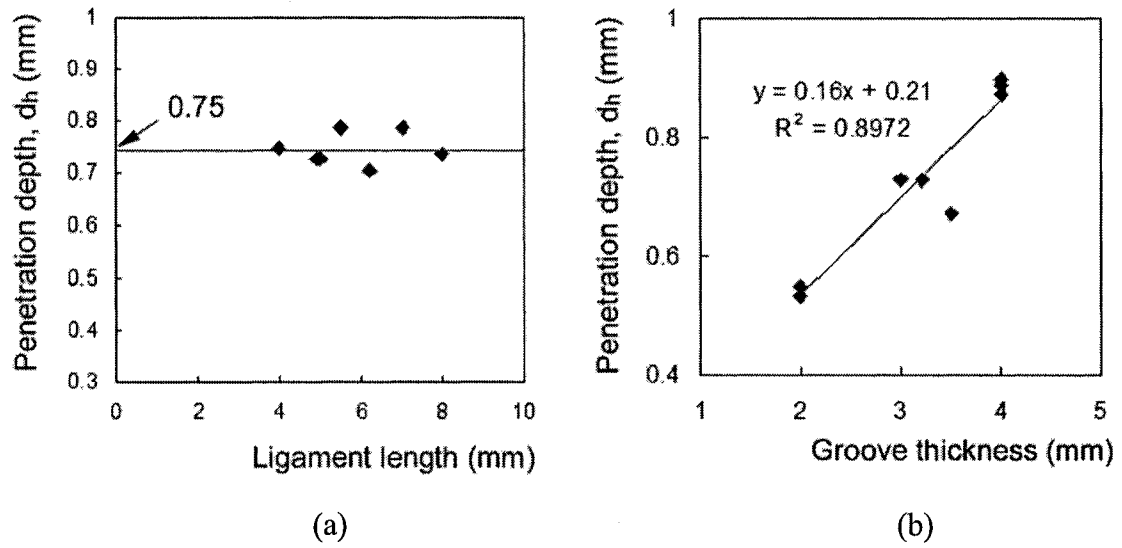 Penetration depth, dh (mm)
1
0.9
0.8
0.7
0.6
0.5
0.4
0.3
0.75
0 2 4 6 8 10
Ligament length (mm)
(a)
Penetration depth, dh (mm)
1
0.8
0.6
0.4
y = 0.16x + 0.21
R² = 0.8972
1 2 3 4 5
Groove thickness (mm)
(b)